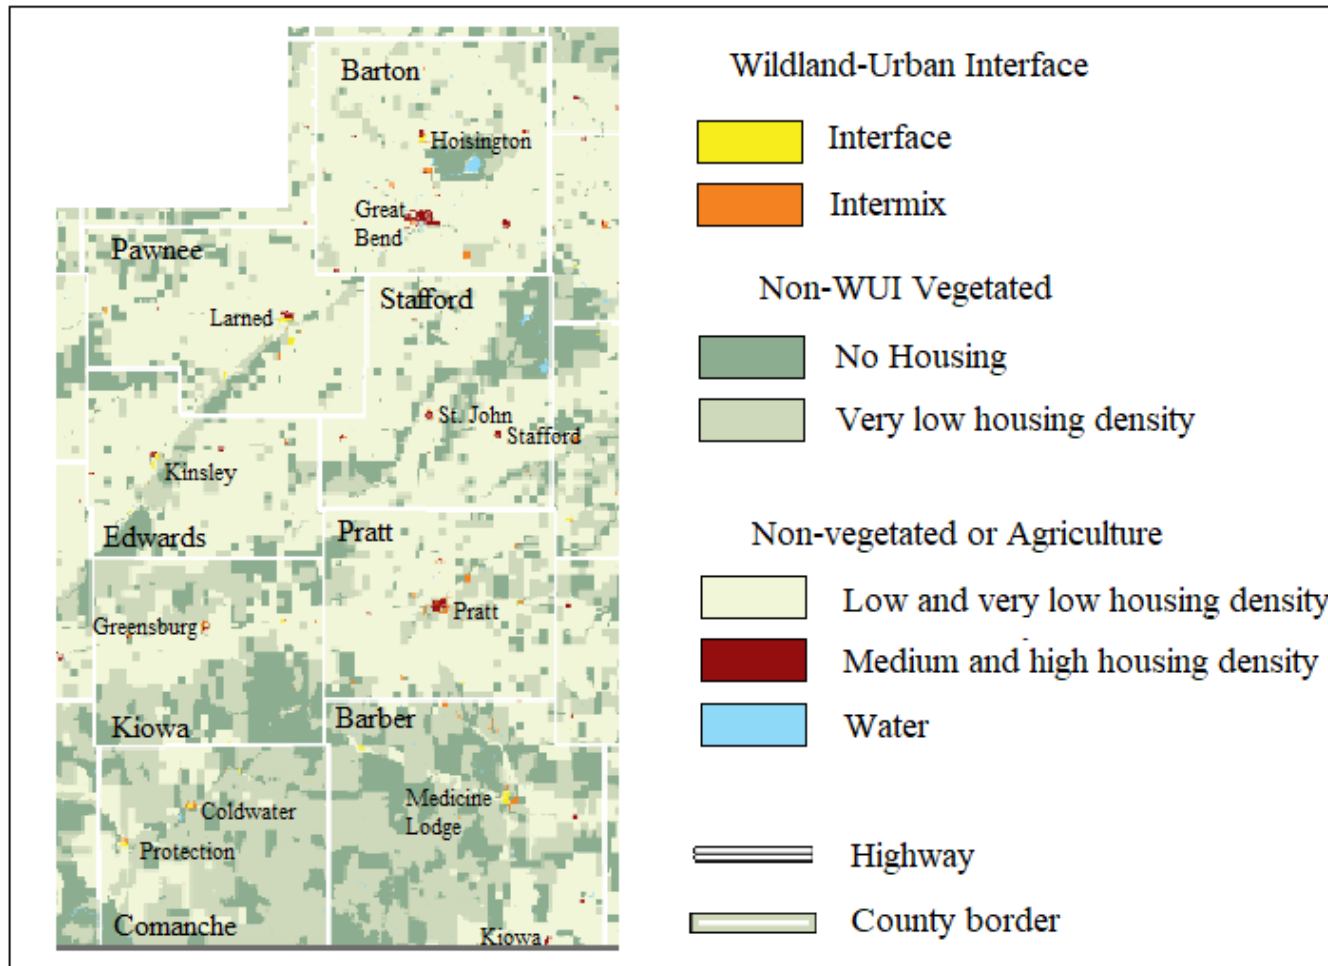 Barton
Hoisington
Great
Bend
Pawnee
Stafford
Larned
St. John
Stafford
Kinsley
Edwards
Pratt
Greensburg
Pratt
Kiowa
Barber
Coldwater
Medicine
Lodge
Protection
Comanche
Kiowa
Wildland-Urban Interface
Interface
Intermix
Non-WUI Vegetated
No Housing
Very low housing density
Non-vegetated or Agriculture
Low and very low housing density
Medium and high housing density
Water
Highway
County border